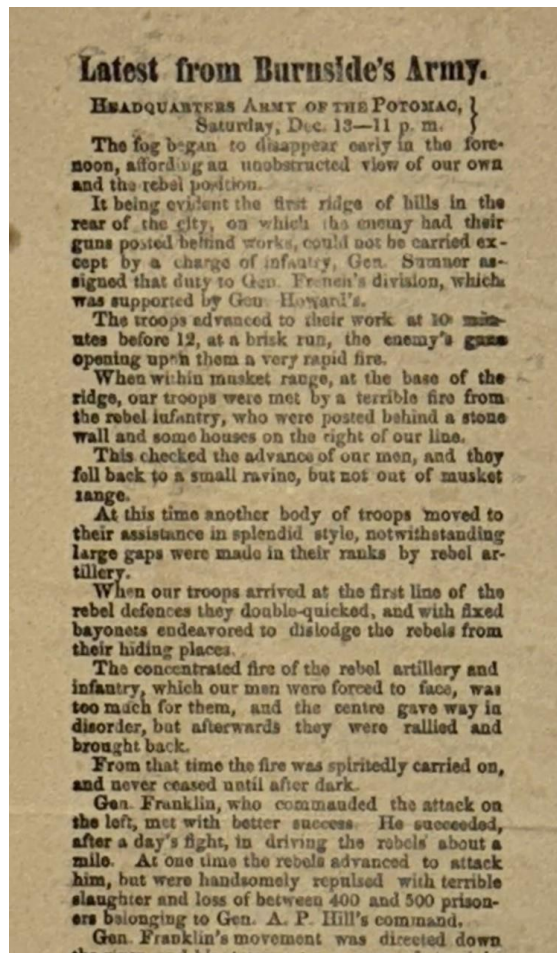 Latest from Burnside's Army.
HEADQUARTERS ARMY OF THE POTOMAC, }
Saturday, Dec. 13—11 p. m.
The fog began to disappear early in the fore-
noon, affording an unobstructed view of our own
and the rebel position.
It being evident the first ridge of hills in the
rear of the city, on which the enemy had their
guns posted behind works, could not be carried ex-
cept by a charge of infantry, Gen. Sumner as-
signed that duty to Gen. French's division, which
was supported by Gen. Howard's.
The troops advanced to their work at 10 min-
utes before 12, at a brisk run, the enemy's guns
opening upon them a very rapid fire.
When within musket range, at the base of the
ridge, our troops were met by a terrible fire from
the rebel infantry, who were posted behind a stone
wall and some houses on the right of our line.
This checked the advance of our men, and they
fell back to a small ravine, but not out of musket
range.
At this time another body of troops moved to
their assistance in splendid style, notwithstanding
large gaps were made in their ranks by rebel ar-
tillery.
When our troops arrived at the first line of the
rebel defences they double-quicked, and with fixed
bayonets endeavored to dislodge the rebels from
their hiding places.
The concentrated fire of the rebel artillery and
infantry, which our men were forced to face, was
too much for them, and the centre gave way in
disorder, but afterwards they were rallied and
brought back.
From that time the fire was spiritedly carried on,
and never ceased until after dark.
Gen. Franklin, who commanded the attack on
the left, met with better success. He succeeded,
after a day's fight, in driving the rebels about a
mile. At one time the rebels advanced to attack
him, but were handsomely repulsed with terrible
slaughter and loss of between 400 and 500 prison-
ers belonging to Gen. A. P. Hill's command.
Gen. Franklin's movement was directed down